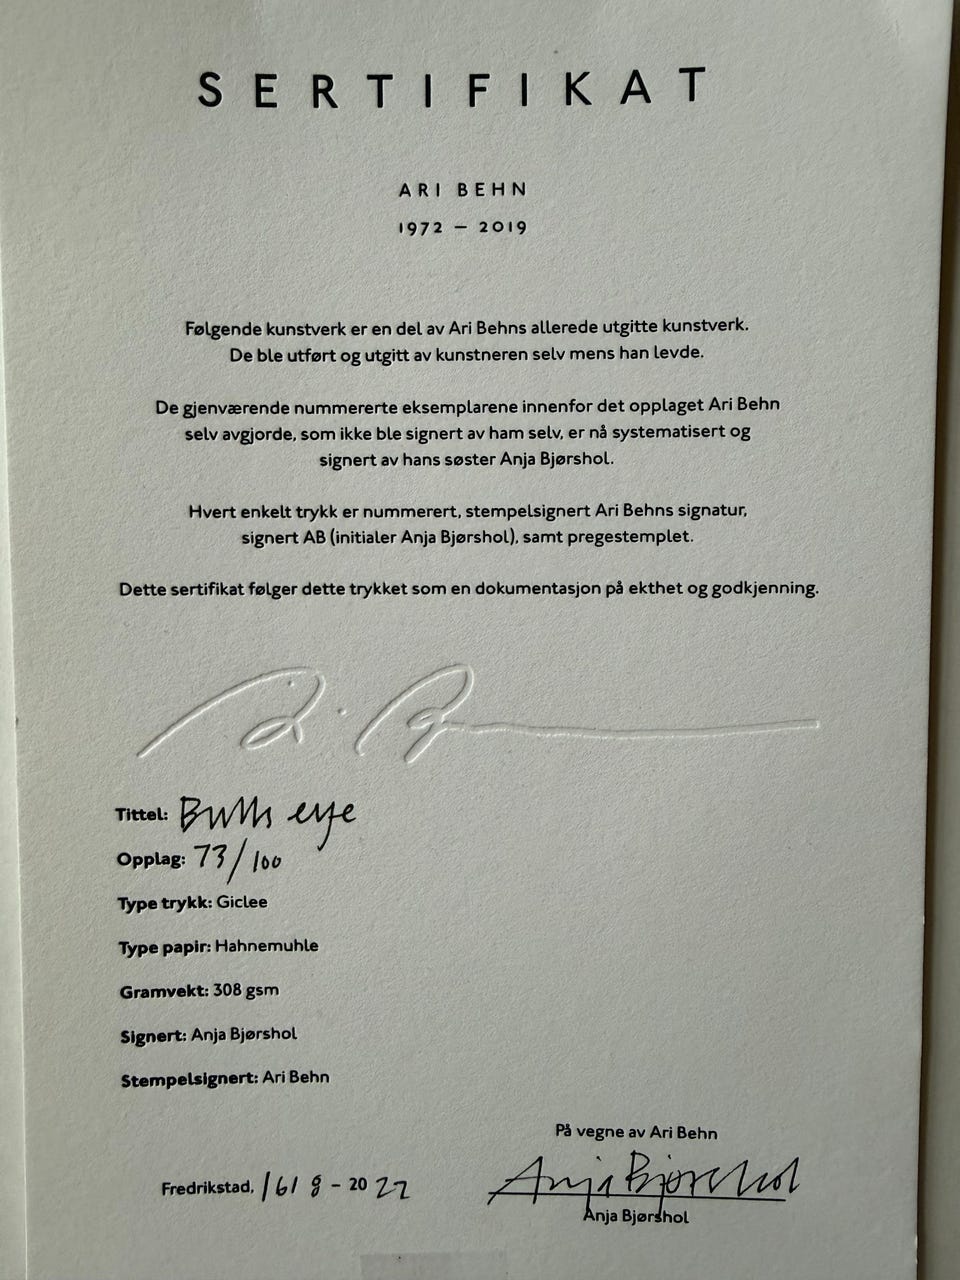 SERTIFIKAT
ARI BEHN
1972 – 2019
Følgende kunstverk er en del av Ari Behns allerede utgitte kunstverk.
De ble utført og utgitt av kunstneren selv mens han levde.
De gjenværende nummererte eksemplarene innenfor det opplaget Ari Behn
selv avgjorde, som ikke ble signert av ham selv, er nå systematisert og
signert av hans søster Anja Bjørshol.
Hvert enkelt trykk er nummerert, stempelsignert Ari Behns signatur,
signert AB (initialer Anja Bjørshol), samt pregestemplet.
Dette sertifikat følger dette trykket som en dokumentasjon på ekthet og godkjenning.
Tittel: Bulls eye
Opplag: 73/100
Type trykk: Giclee
Type papir: Hahnemuhle
Gramvekt: 308 gsm
Signert: Anja Bjørshol
Stempelsignert: Ari Behn
På vegne av Ari Behn
Anja Bjørshol
Fredrikstad, 16/8 - 2022
Anja Bjørshol